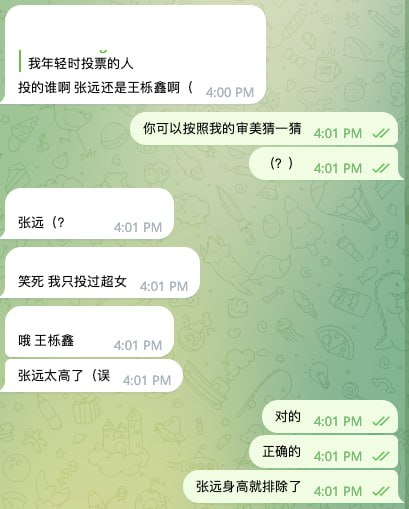 我年轻时投票的人
投的谁啊 张远还是王栎鑫啊（ 4:00 PM
你可以按照我的审美猜一猜 4:01 PM
（？） 4:01 PM
张远（? 4:01 PM
笑死 我只投过超女 4:01 PM
哦 王栎鑫 4:01 PM
张远太高了（误 4:01 PM
对的 4:01 PM
正确的 4:01 PM
张远身高就排除了 4:01 PM